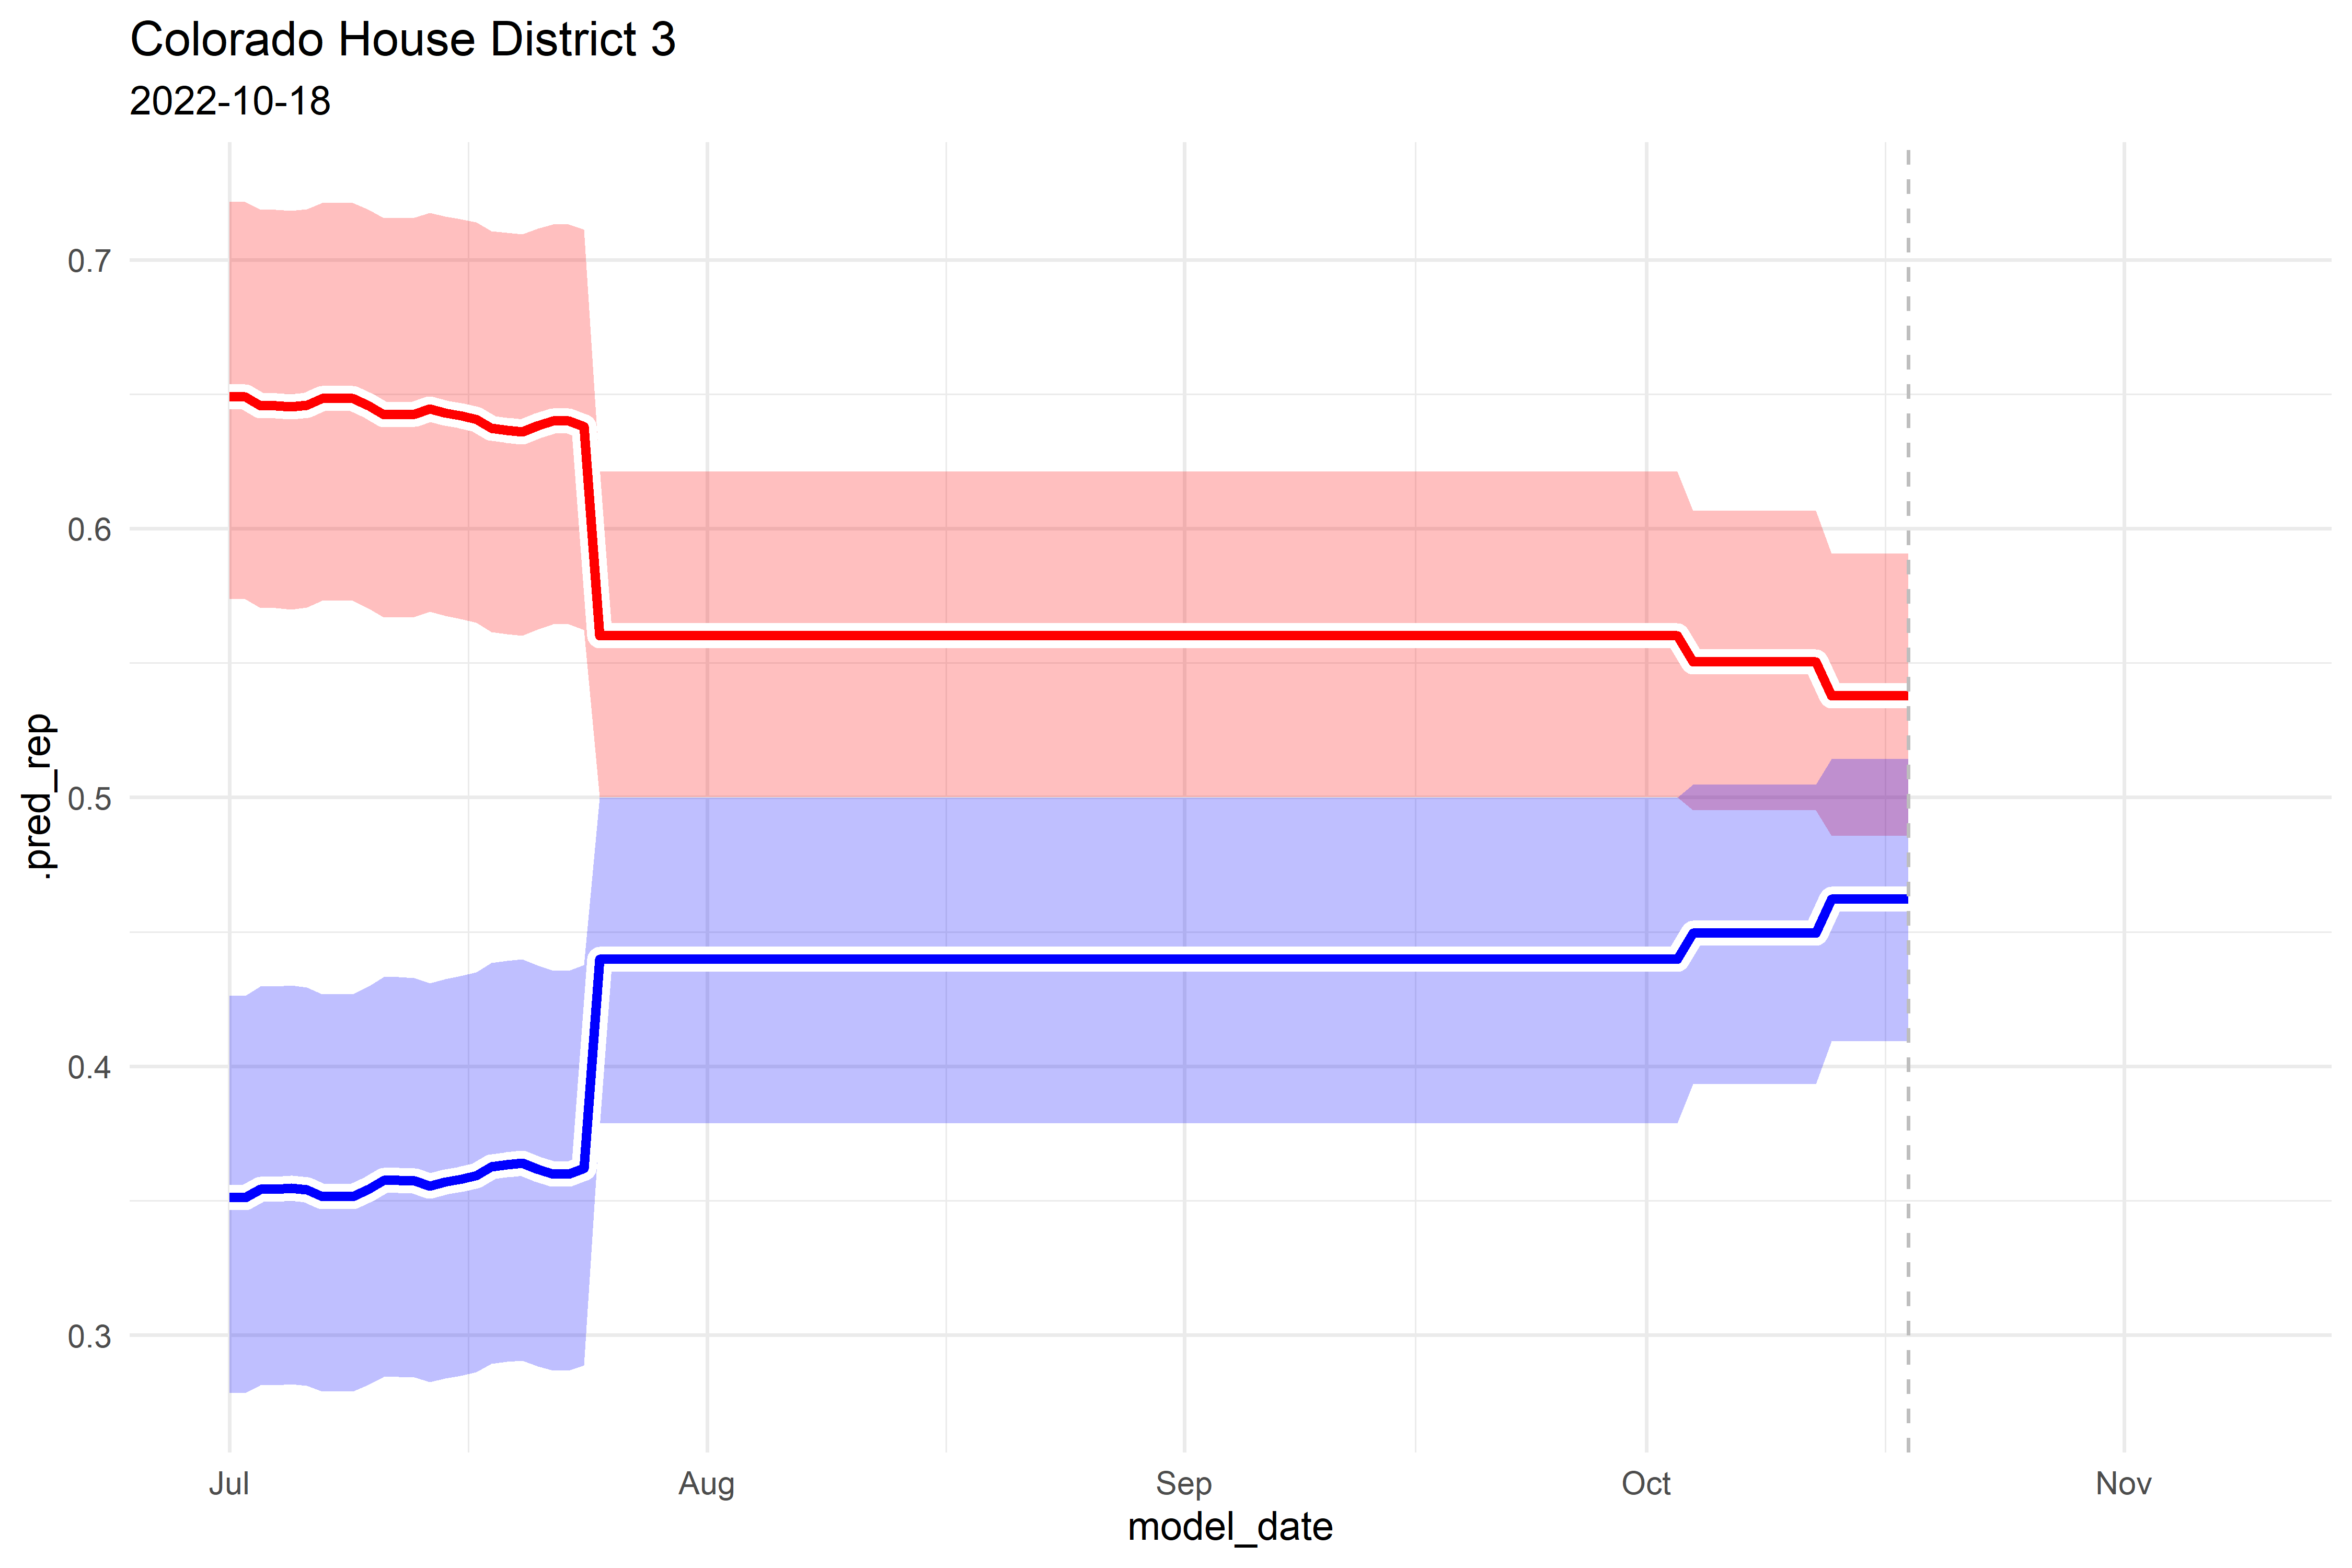 Colorado House District 3
2022-10-18
.pred_rep
0.7
0.6
0.5
0.4
0.3
Jul Aug Sep Oct Nov
model_date